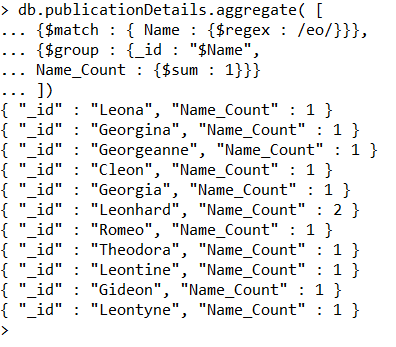 > db.publicationDetails.aggregate( [
... {$match : { Name : {$regex : /eo/}}},
... {$group : {_id : "$Name",
... Name_Count : {$sum : 1}}}
... ])
{ "_id" : "Leona", "Name_Count" : 1 }
{ "_id" : "Georgina", "Name_Count" : 1 }
{ "_id" : "Georgeanne", "Name_Count" : 1 }
{ "_id" : "Cleon", "Name_Count" : 1 }
{ "_id" : "Georgia", "Name_Count" : 1 }
{ "_id" : "Leonhard", "Name_Count" : 2 }
{ "_id" : "Romeo", "Name_Count" : 1 }
{ "_id" : "Theodora", "Name_Count" : 1 }
{ "_id" : "Leontine", "Name_Count" : 1 }
{ "_id" : "Gideon", "Name_Count" : 1 }
{ "_id" : "Leontyne", "Name_Count" : 1 }
>